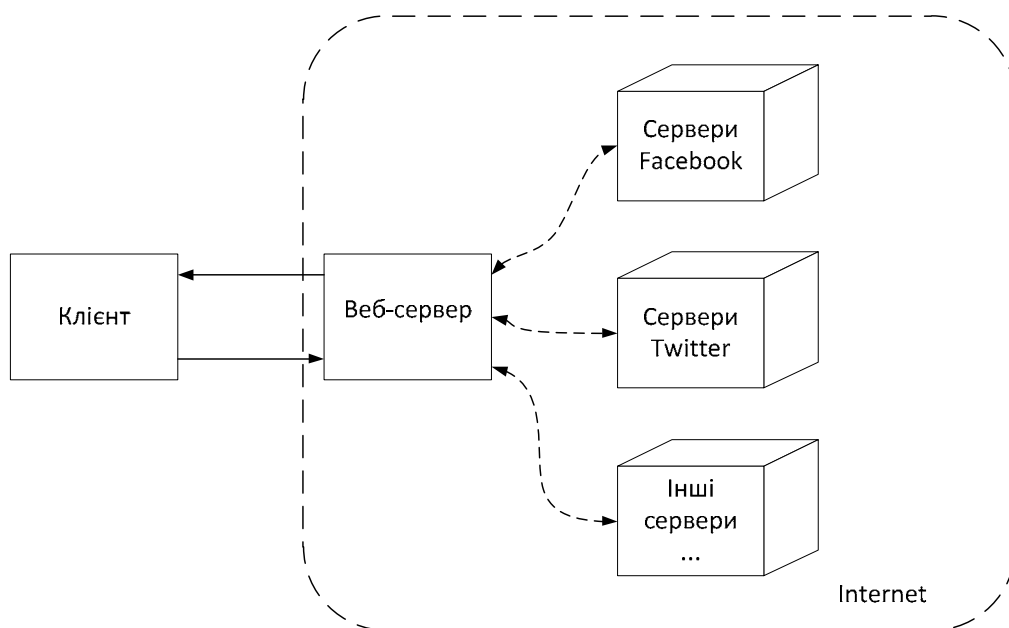 Клієнт
Веб-сервер
Сервери
Facebook
Сервери
Twitter
Інші
сервери
...
Internet